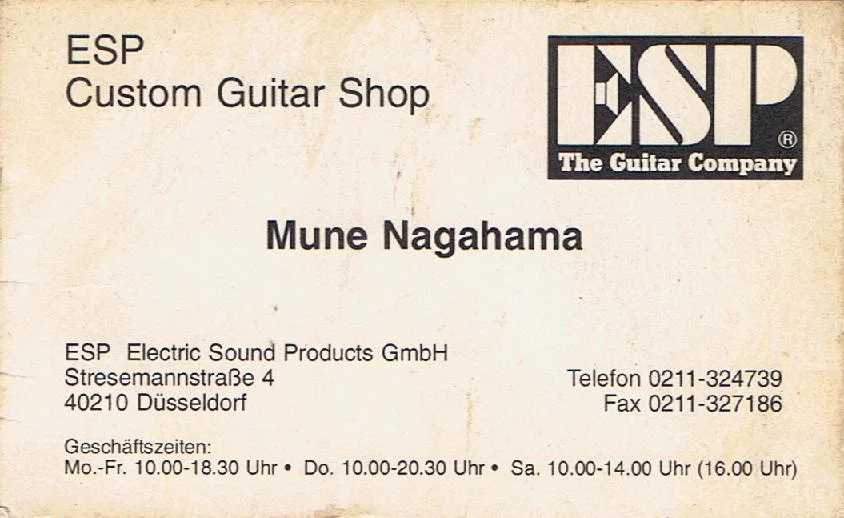 ESP
Custom Guitar Shop
ESP®
The Guitar Company
Mune Nagahama
ESP Electric Sound Products GmbH
Stresemannstraße 4
40210 Düsseldorf
Telefon 0211-324739
Fax 0211-327186
Geschäftszeiten:
Mo.-Fr. 10.00-18.30 Uhr • Do. 10.00-20.30 Uhr • Sa. 10.00-14.00 Uhr (16.00 Uhr)